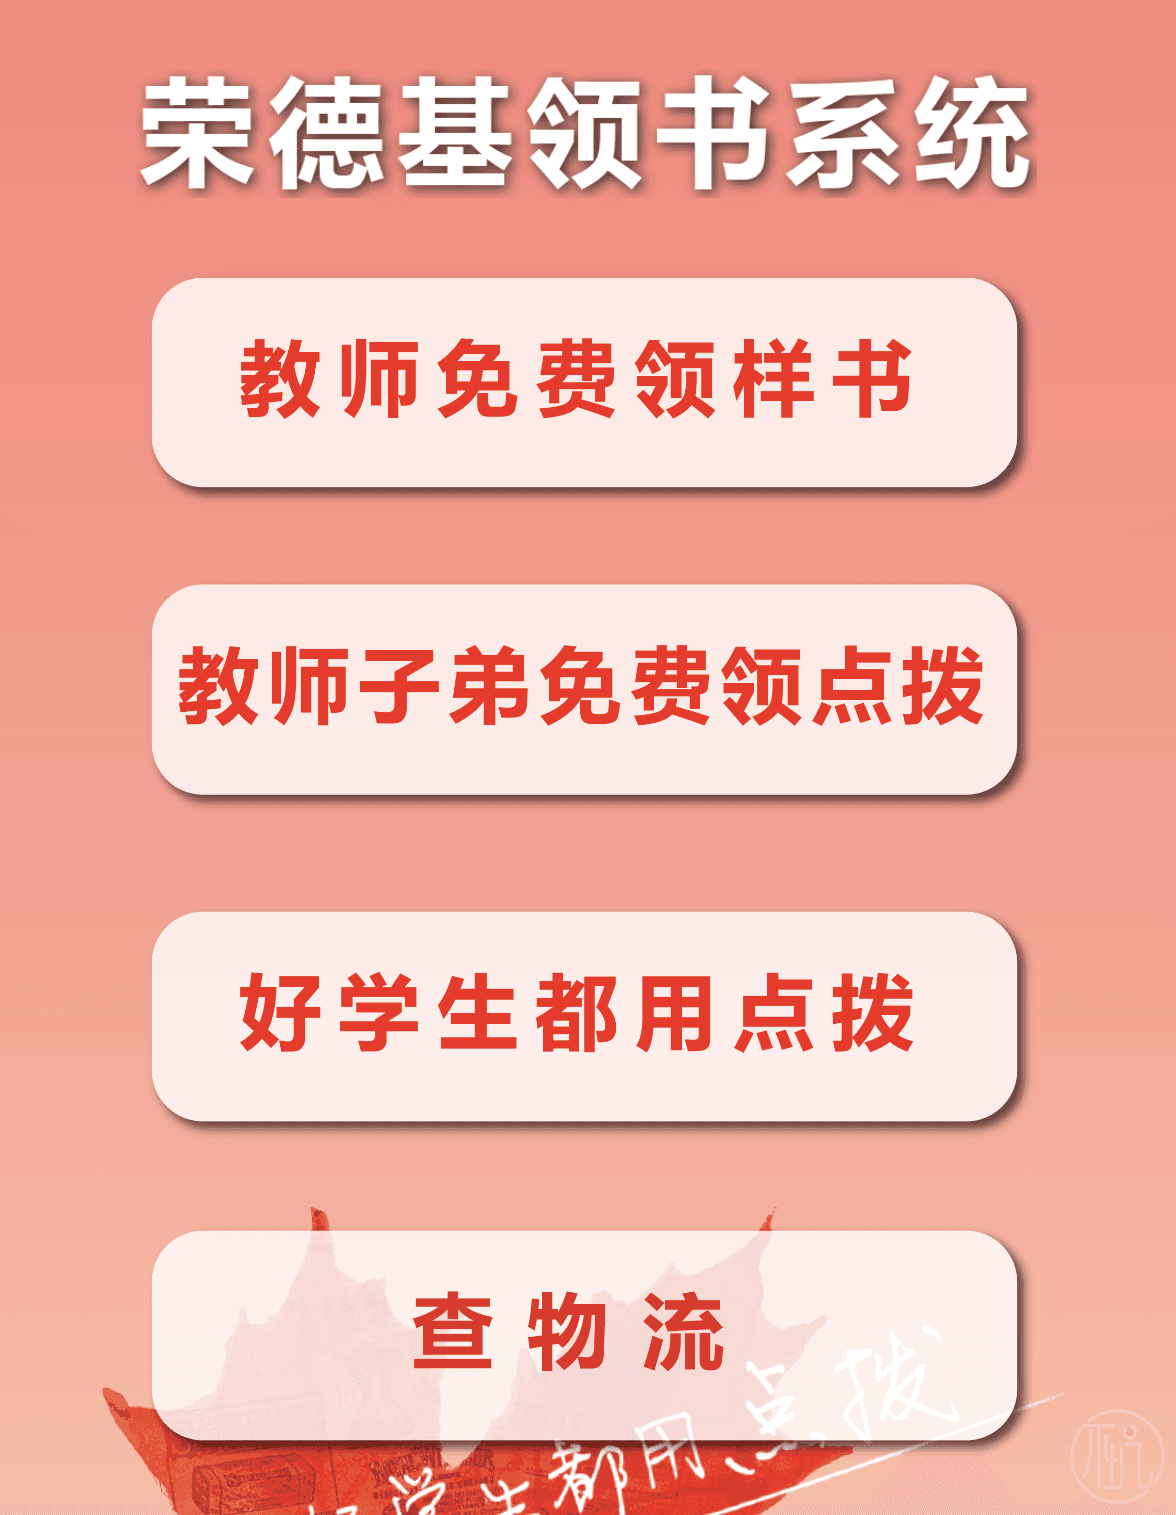 荣德基领书系统
教师免费领样书
教师子弟免费领点拨
好学生都用点拨
查物流
好学生都用点拨